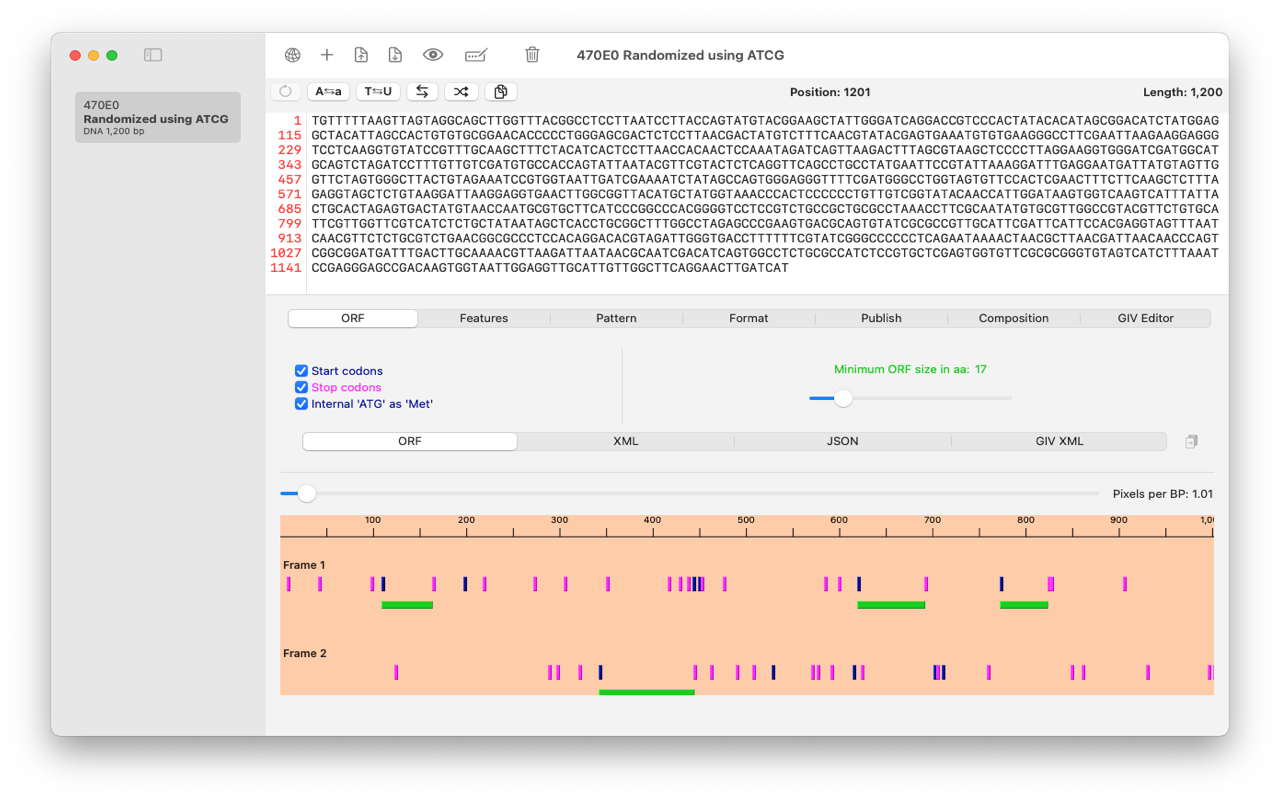 470E0 Randomized using ATCG
470E0
Randomized using ATCG
DNA 1,200 bp
A⇆a T⇆U Position: 1201 Length: 1,200
1 TGTTTTTAAGTTAGTAGGCAGCTTGGTTTACGGCCTCCTTAATCCTTACCAGTATGTACGGAAGCTATTGGGATCAGGACCGTCCCACTATACACATAGCGGACATCTATGGAG
115 GCTACATTAGCCACTGTGTGCGGAACACCCCCTGGGAGCGACTCTCCTTAACGACTATGTCTTTCAACGTATACGAGTGAAATGTGTGAAGGGCCTTCGAATTAAGAAGGAGGG
229 TCCTCAAGGTGTATCCGTTTGCAAGCTTTCTACATCACTCCTTAACCACAACTCCAAATAGATCAGTTAAGACTTTAGCGTAAGCTCCCCTTAGGAAGGTGGGATCGATGGCAT
343 GCAGTCTAGATCCTTTGTTGTCGATGTGCCACCAGTATTAATACGTTCGTACTCTCAGGTTCAGCCTGCCTATGAATTCCGTATTAAAGGATTTGAGGAATGATTATGTAGTTG
457 GGTTCTAGTGGGCTTACTGTAGAAATCCGTGGTAATTGATCGAAAATCTATAGCCAGTGGGAGGGTTTTCGATGGGCCTGGTAGTGTTCCACTCGAACTTTCTTCAAGCTCTTTA
571 GAGGTAGCTCTGTAAGGATTAAGGAGGTGAACTTGGCGGTTACATGCTATGGTAAACCCACTCCCCCCTGTTGTCGGTATACAACCATTGGATAAGTGGTCAAGTCATTTATTA
685 CTGCACTAGAGTGACTATGTAACCAATGCGTGCTTCATCCCGGCCCACGGGGTCCTCCGTCTGCCGCTGCGCCTAAACCTTCGCAATATGTGCGTTGGCCGTACGTTCTGTGCA
799 TTCGTTGGTTCGTCATCTCTGCTATAATAGCTCACCTGCGGCTTTGGCCTAGAGCCCGAAGTGACGCAGTGTATCGCGCCGTTGCATTCGATTCATTCCACGAGGTAGTTTAAT
913 CAACGTTCTCTGCGTCTGAACGGCGCCCTCCACAGGACACGTAGATTGGGTGACCTTTTTTCGTATCGGGCCCCCCTCAGAATAAAACTAACGCTTAACGATTAACAACCCAGT
1027 CGGCGGATGATTTGACTTGCAAAACGTTAAGATTAATAACGCAATCGACATCAGTGGCCTCTGCGCCATCTCCGTGCTCGAGTGGTGTTCGCGCGGGTGTAGTCATCTTTAAAT
1141 CCGAGGGAGCCGACAAGTGGTAATTGGAGGTTGCATTGTTGGCTTCAGGAACTTGATCAT
ORF Features Pattern Format Publish Composition GIV Editor
Start codons
Stop codons
Internal 'ATG' as 'Met'
Minimum ORF size in aa: 17
ORF XML JSON GIV XML
Pixels per BP: 1.01
100 200 300 400 500 600 700 800 900 1,0
Frame 1
Frame 2